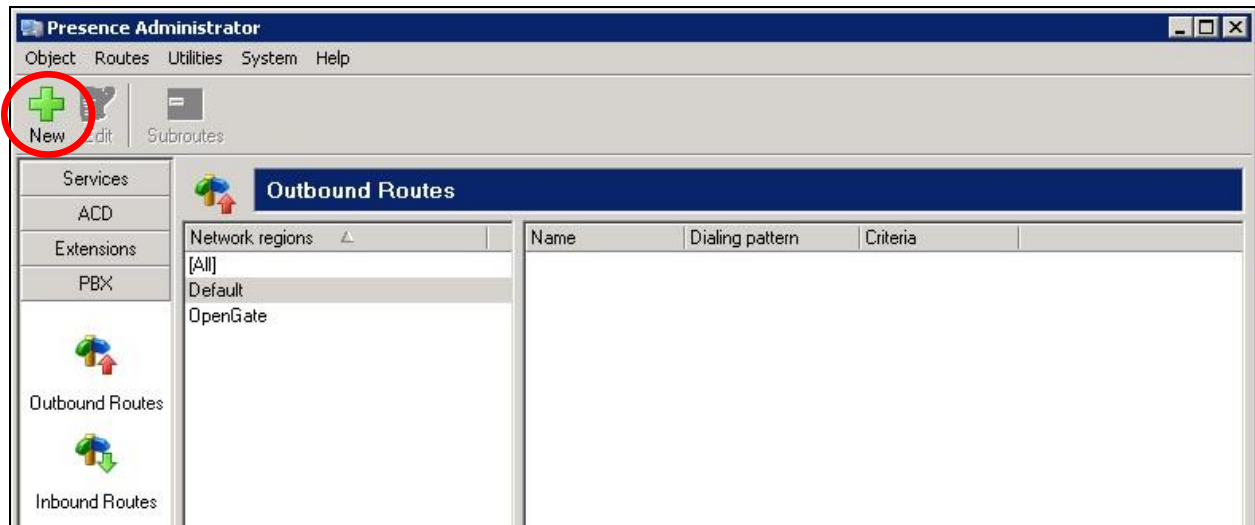 Presence Administrator
Object Routes Utilities System Help
New Edit Subroutes
Services
ACD
Extensions
PBX
Outbound Routes
Inbound Routes
Outbound Routes
Network regions
[All]
Default
OpenGate
Name Dialing pattern Criteria